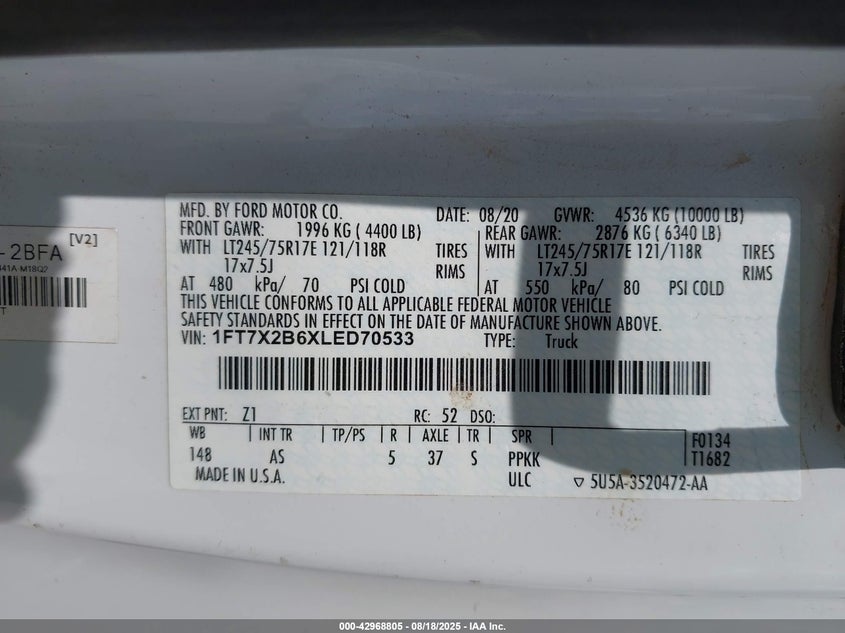 MFD. BY FORD MOTOR CO. DATE: 08/20 GVWR: 4536 KG (10000 LB)
FRONT GAWR: 1996 KG ( 4400 LB) REAR GAWR: 2876 KG ( 6340 LB)
WITH LT245/75R17E 121/118R TIRES WITH LT245/75R17E 121/118R TIRES
17x7.5J RIMS 17x7.5J RIMS
AT 480 kPa/ 70 PSI COLD AT 550 kPa/ 80 PSI COLD
THIS VEHICLE CONFORMS TO ALL APPLICABLE FEDERAL MOTOR VEHICLE
SAFETY STANDARDS IN EFFECT ON THE DATE OF MANUFACTURE SHOWN ABOVE.
VIN: 1FT7X2B6XLED70533 TYPE: Truck
EXT PNT: Z1 RC: 52 DSO:
WB INT TR TP/PS R AXLE TR SPR F0134
148 AS 5 37 S PPKK T1682
MADE IN U.S.A. ULC ▽ 5U5A-3520472-AA
[V2]
- 2BFA
41A-M18Q2
000-42968805 / 08/18/2025 - IAA Inc.